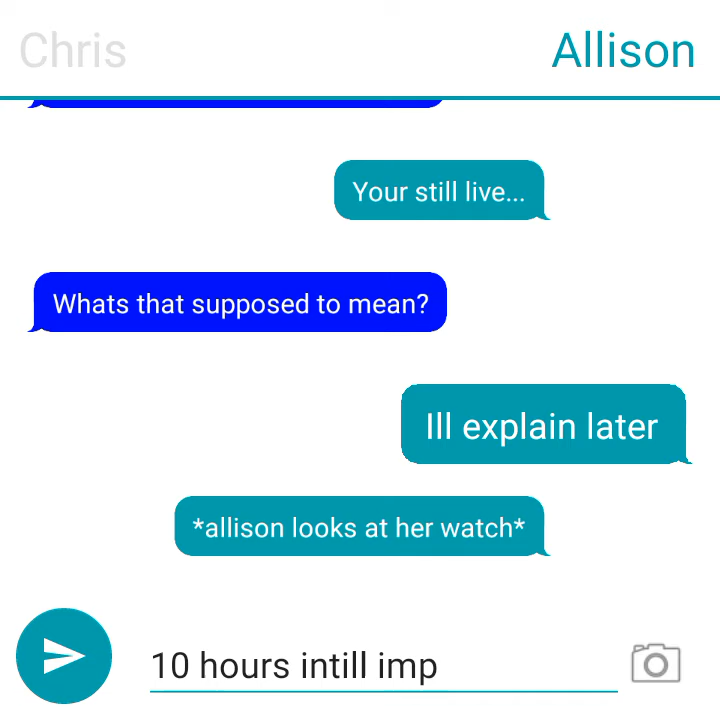 Chris Allison
Your still live...
Whats that supposed to mean?
Ill explain later
*allison looks at her watch*
10 hours intill imp